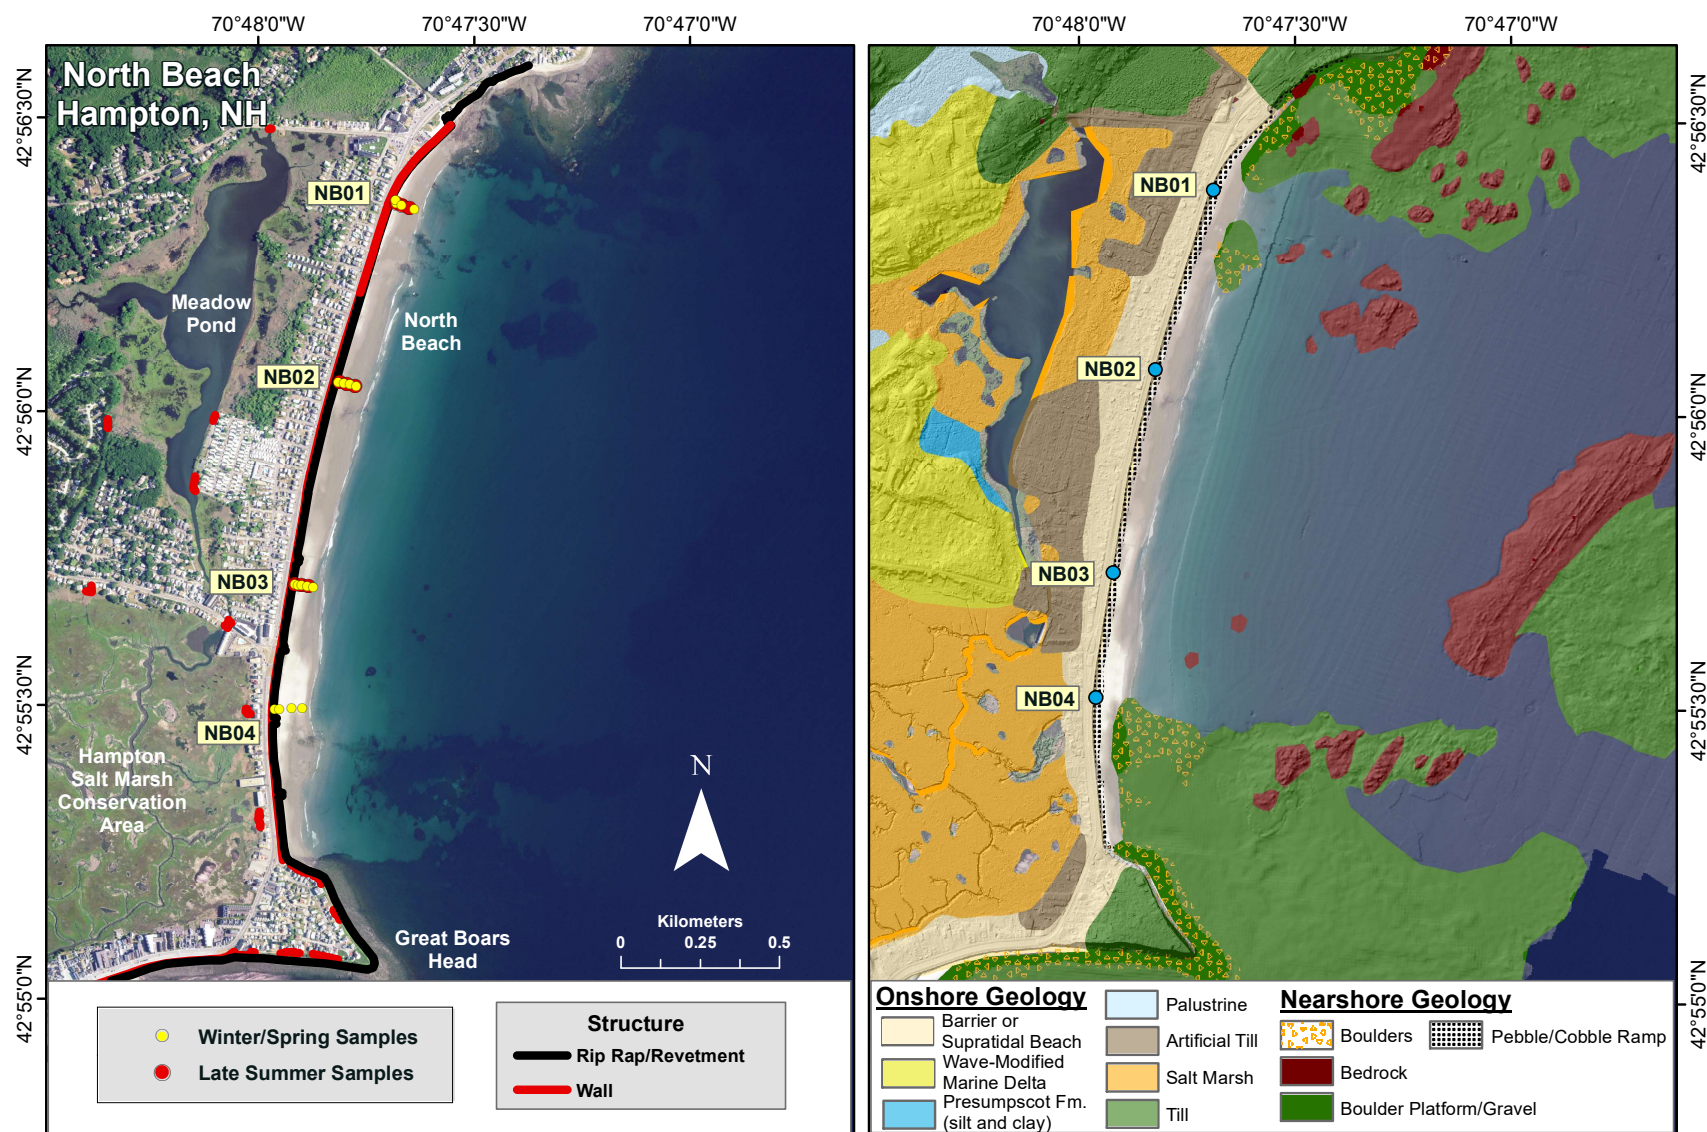 70°48'0"W 70°47'30"W 70°47'0"W
70°48'0"W 70°47'30"W 70°47'0"W
North Beach
Hampton, NH
42°56'30"N
42°56'0"N
42°55'30"N
42°55'0"N
NB01
Meadow
Pond
North
Beach
NB02
NB03
NB04
Hampton
Salt Marsh
Conservation
Area
N
Kilometers
0 0.25 0.5
Great Boars
Head
Winter/Spring Samples
Late Summer Samples
Structure
Rip Rap/Revetment
Wall
NB01
NB02
NB03
NB04
42°56'30"N
42°56'0"N
42°55'30"N
42°55'0"N
Onshore Geology
Barrier or
Supratidal Beach
Wave-Modified
Marine Delta
Presumpscot Fm.
(silt and clay)
Palustrine
Artificial Till
Salt Marsh
Till
Nearshore Geology
Boulders
Pebble/Cobble Ramp
Bedrock
Boulder Platform/Gravel